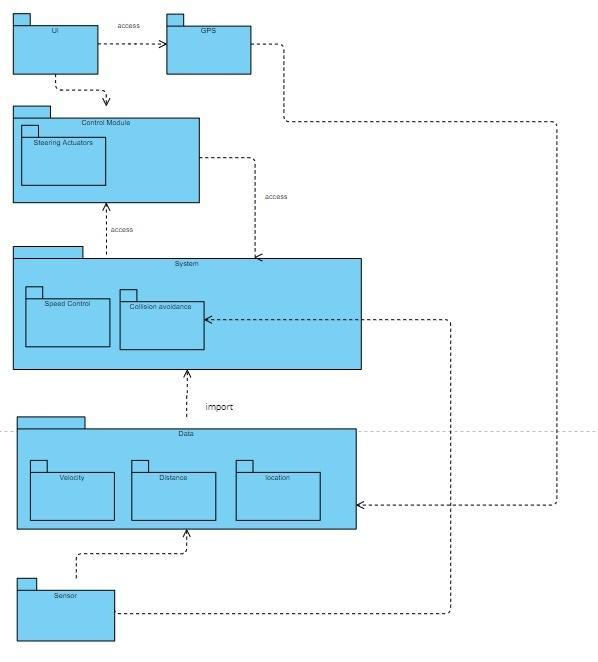 access
UI
GPS
Control Module
Steering Actuators
access
access
System
Speed Control
Collision avoidance
import
Data
Velocity
Distance
location
Sensor